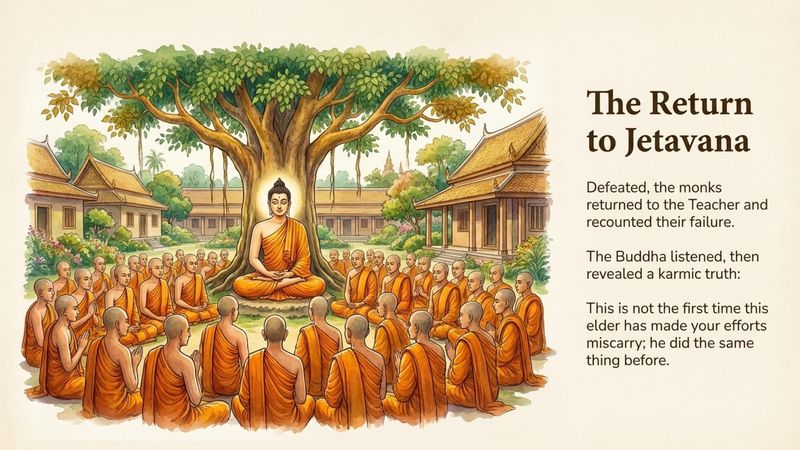 The Return
to Jetavana
Defeated, the monks
returned to the Teacher and
recounted their failure.
The Buddha listened, then
revealed a karmic truth:
This is not the first time this
elder has made your efforts
miscarry; he did the same
thing before.